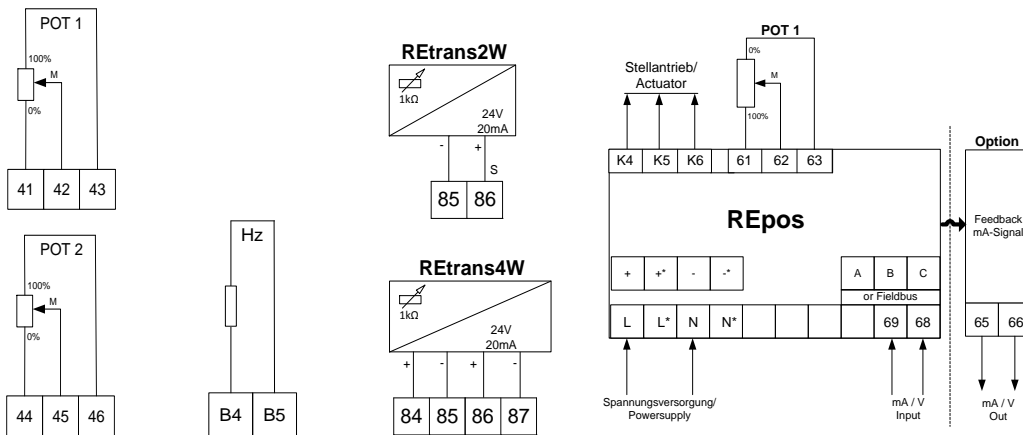 POT 1
100%
M
0%
41 42 43
POT 2
100%
M
0%
44 45 46
Hz
B4 B5
REtrans2W
1kΩ
24V
20mA
- +
S
85 86
REtrans4W
1kΩ
24V
20mA
+ - + -
84 85 86 87
POT 1
0%
M
100%
Stellantrieb/
Actuator
K4 K5 K6 61 62 63
REpos
+ +* - -*
A B C
or Fieldbus
L L* N N* 69 68
Spannungsversorgung/
Powersupply
mA / V
Input
Option
Feedback
mA-Signal
65 66
mA / V
Out